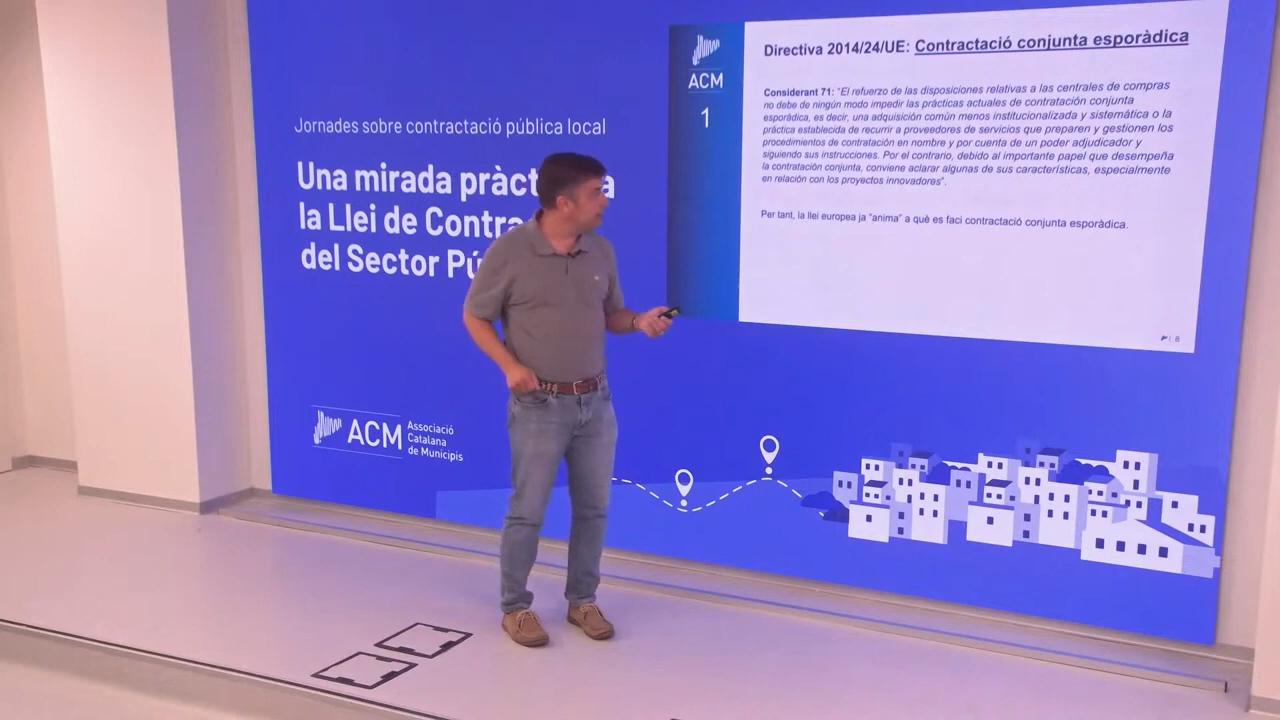 Jornades sobre contractació pública local
Una mirada
la Llei de
del Sector
ACM
Associació
Catalana
de Municipis
ACM
1
Directiva 2014/24/UE: Contractació conjunta esporàdica
Considerant 71: "El refuerzo de las disposiciones relativas a las centrales de compras
no debe de ningún modo impedir las prácticas actuales de contratación conjunta
esporádica, es decir, una adquisición común menos institucionalizada y sistemática o la
práctica establecida de recurrir a proveedores de servicios que preparen y gestionen los
procedimientos de contratación en nombre y por cuenta de un poder adjudicador y
siguiendo sus instrucciones. Por el contrario, debido al importante papel que desempeña
la contratación conjunta, conviene aclarar algunas de sus características, especialmente
en relación con los proyectos innovadores".
Per tant, la llei europea ja "anima" a què es faci contractació conjunta esporàdica.
8